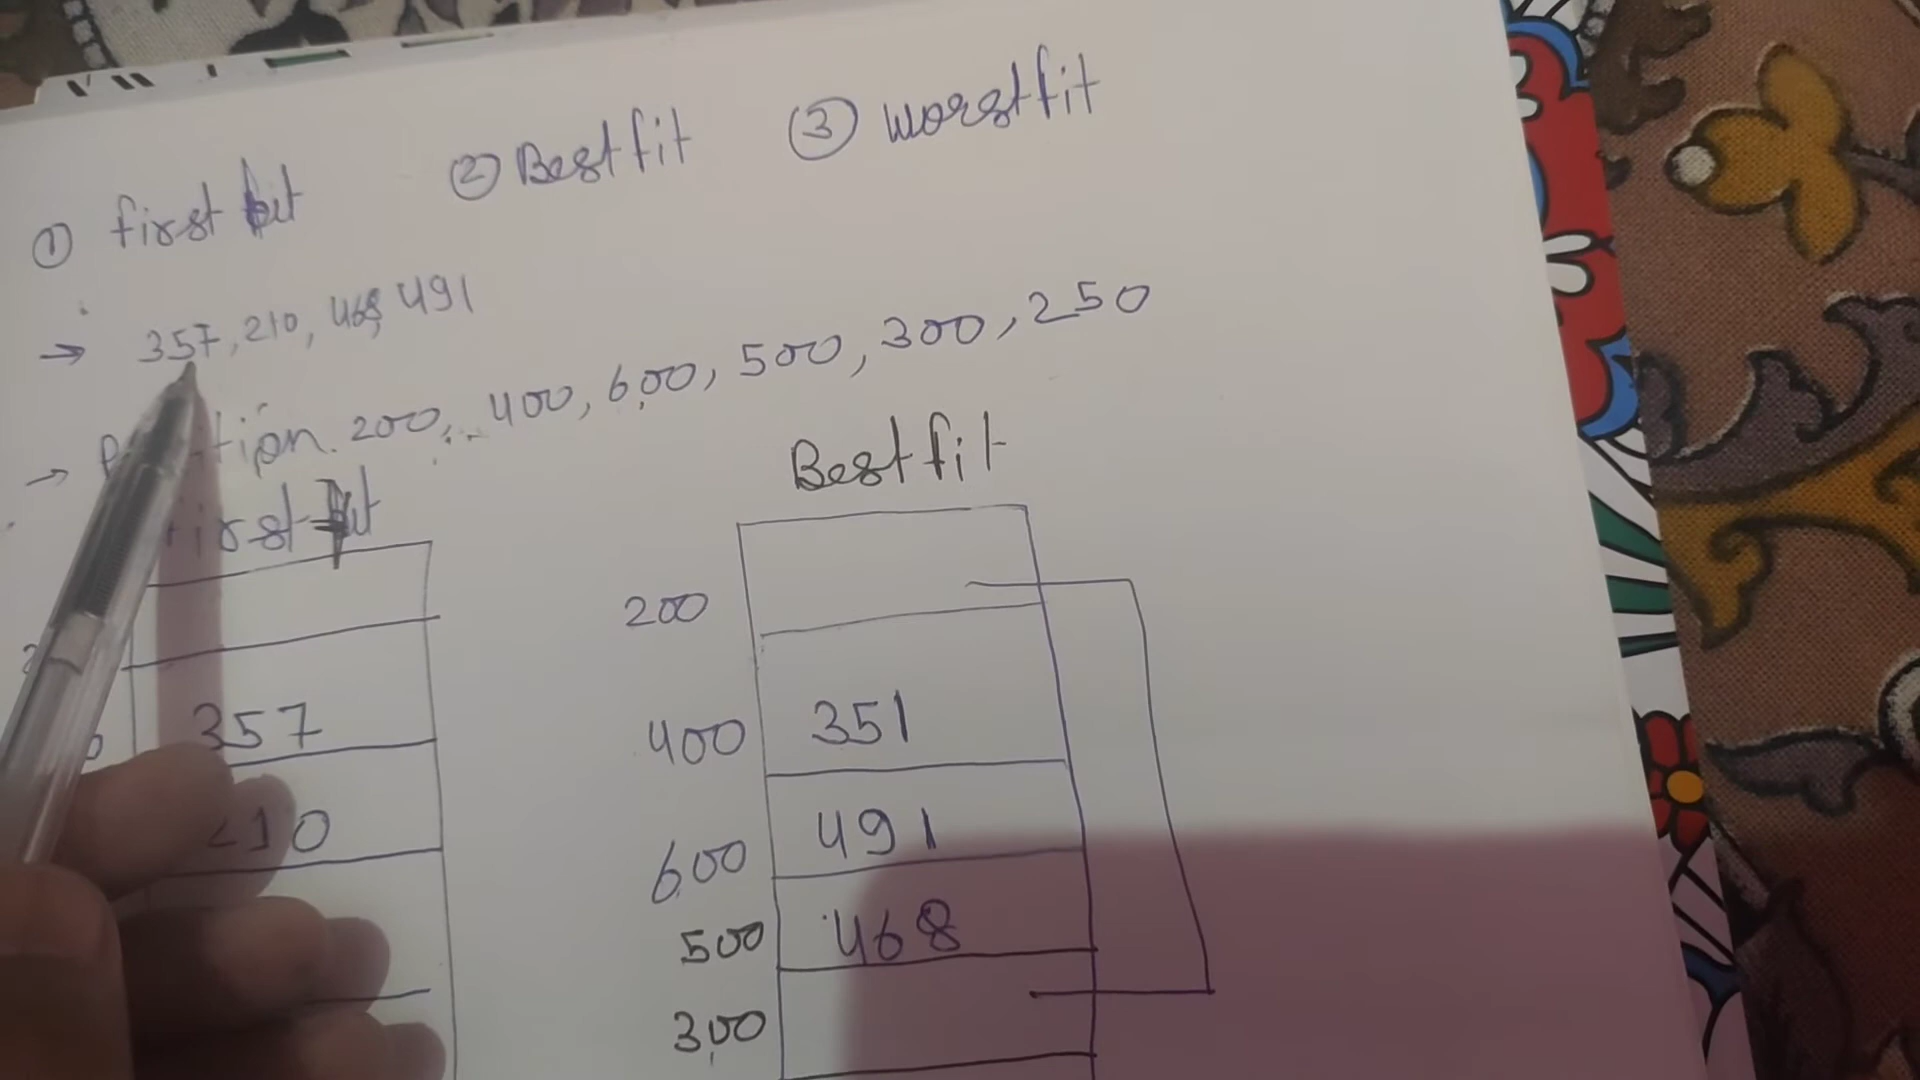 ① first fit ② Best fit ③ worst fit
→ 357, 210, 468, 491
→ 200, 400, 600, 500, 300, 250
first fit
357
210
Best fit
200
400 351
600 491
500 468
300